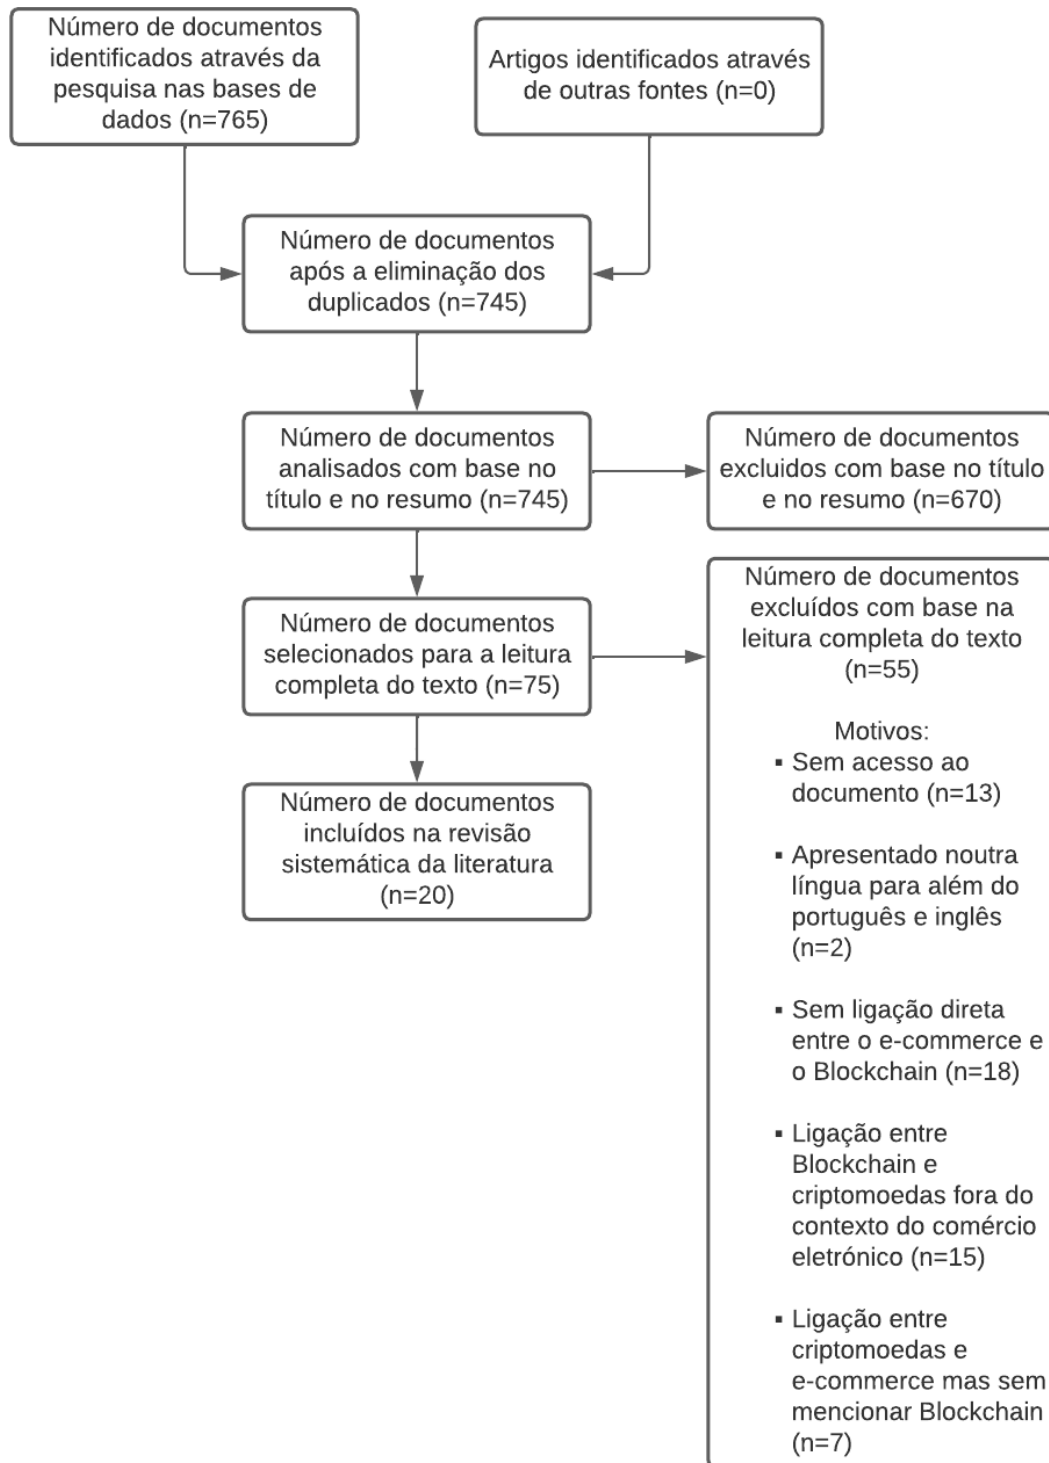 Número de documentos
identificados através da
pesquisa nas bases de
dados (n=765)
Artigos identificados através
de outras fontes (n=0)
Número de documentos
após a eliminação dos
duplicados (n=745)
Número de documentos
analisados com base no
título e no resumo (n=745)
Número de documentos
excluidos com base no título
e no resumo (n=670)
Número de documentos
selecionados para a leitura
completa do texto (n=75)
Número de documentos
excluídos com base na
leitura completa do texto
(n=55)
Motivos:
▪ Sem acesso ao
documento (n=13)
▪ Apresentado noutra
língua para além do
português e inglês
(n=2)
▪ Sem ligação direta
entre o e-commerce e
o Blockchain (n=18)
▪ Ligação entre
Blockchain e
criptomoedas fora do
contexto do comércio
eletrónico (n=15)
▪ Ligação entre
criptomoedas e
e-commerce mas sem
mencionar Blockchain
(n=7)
Número de documentos
incluídos na revisão
sistemática da literatura
(n=20)